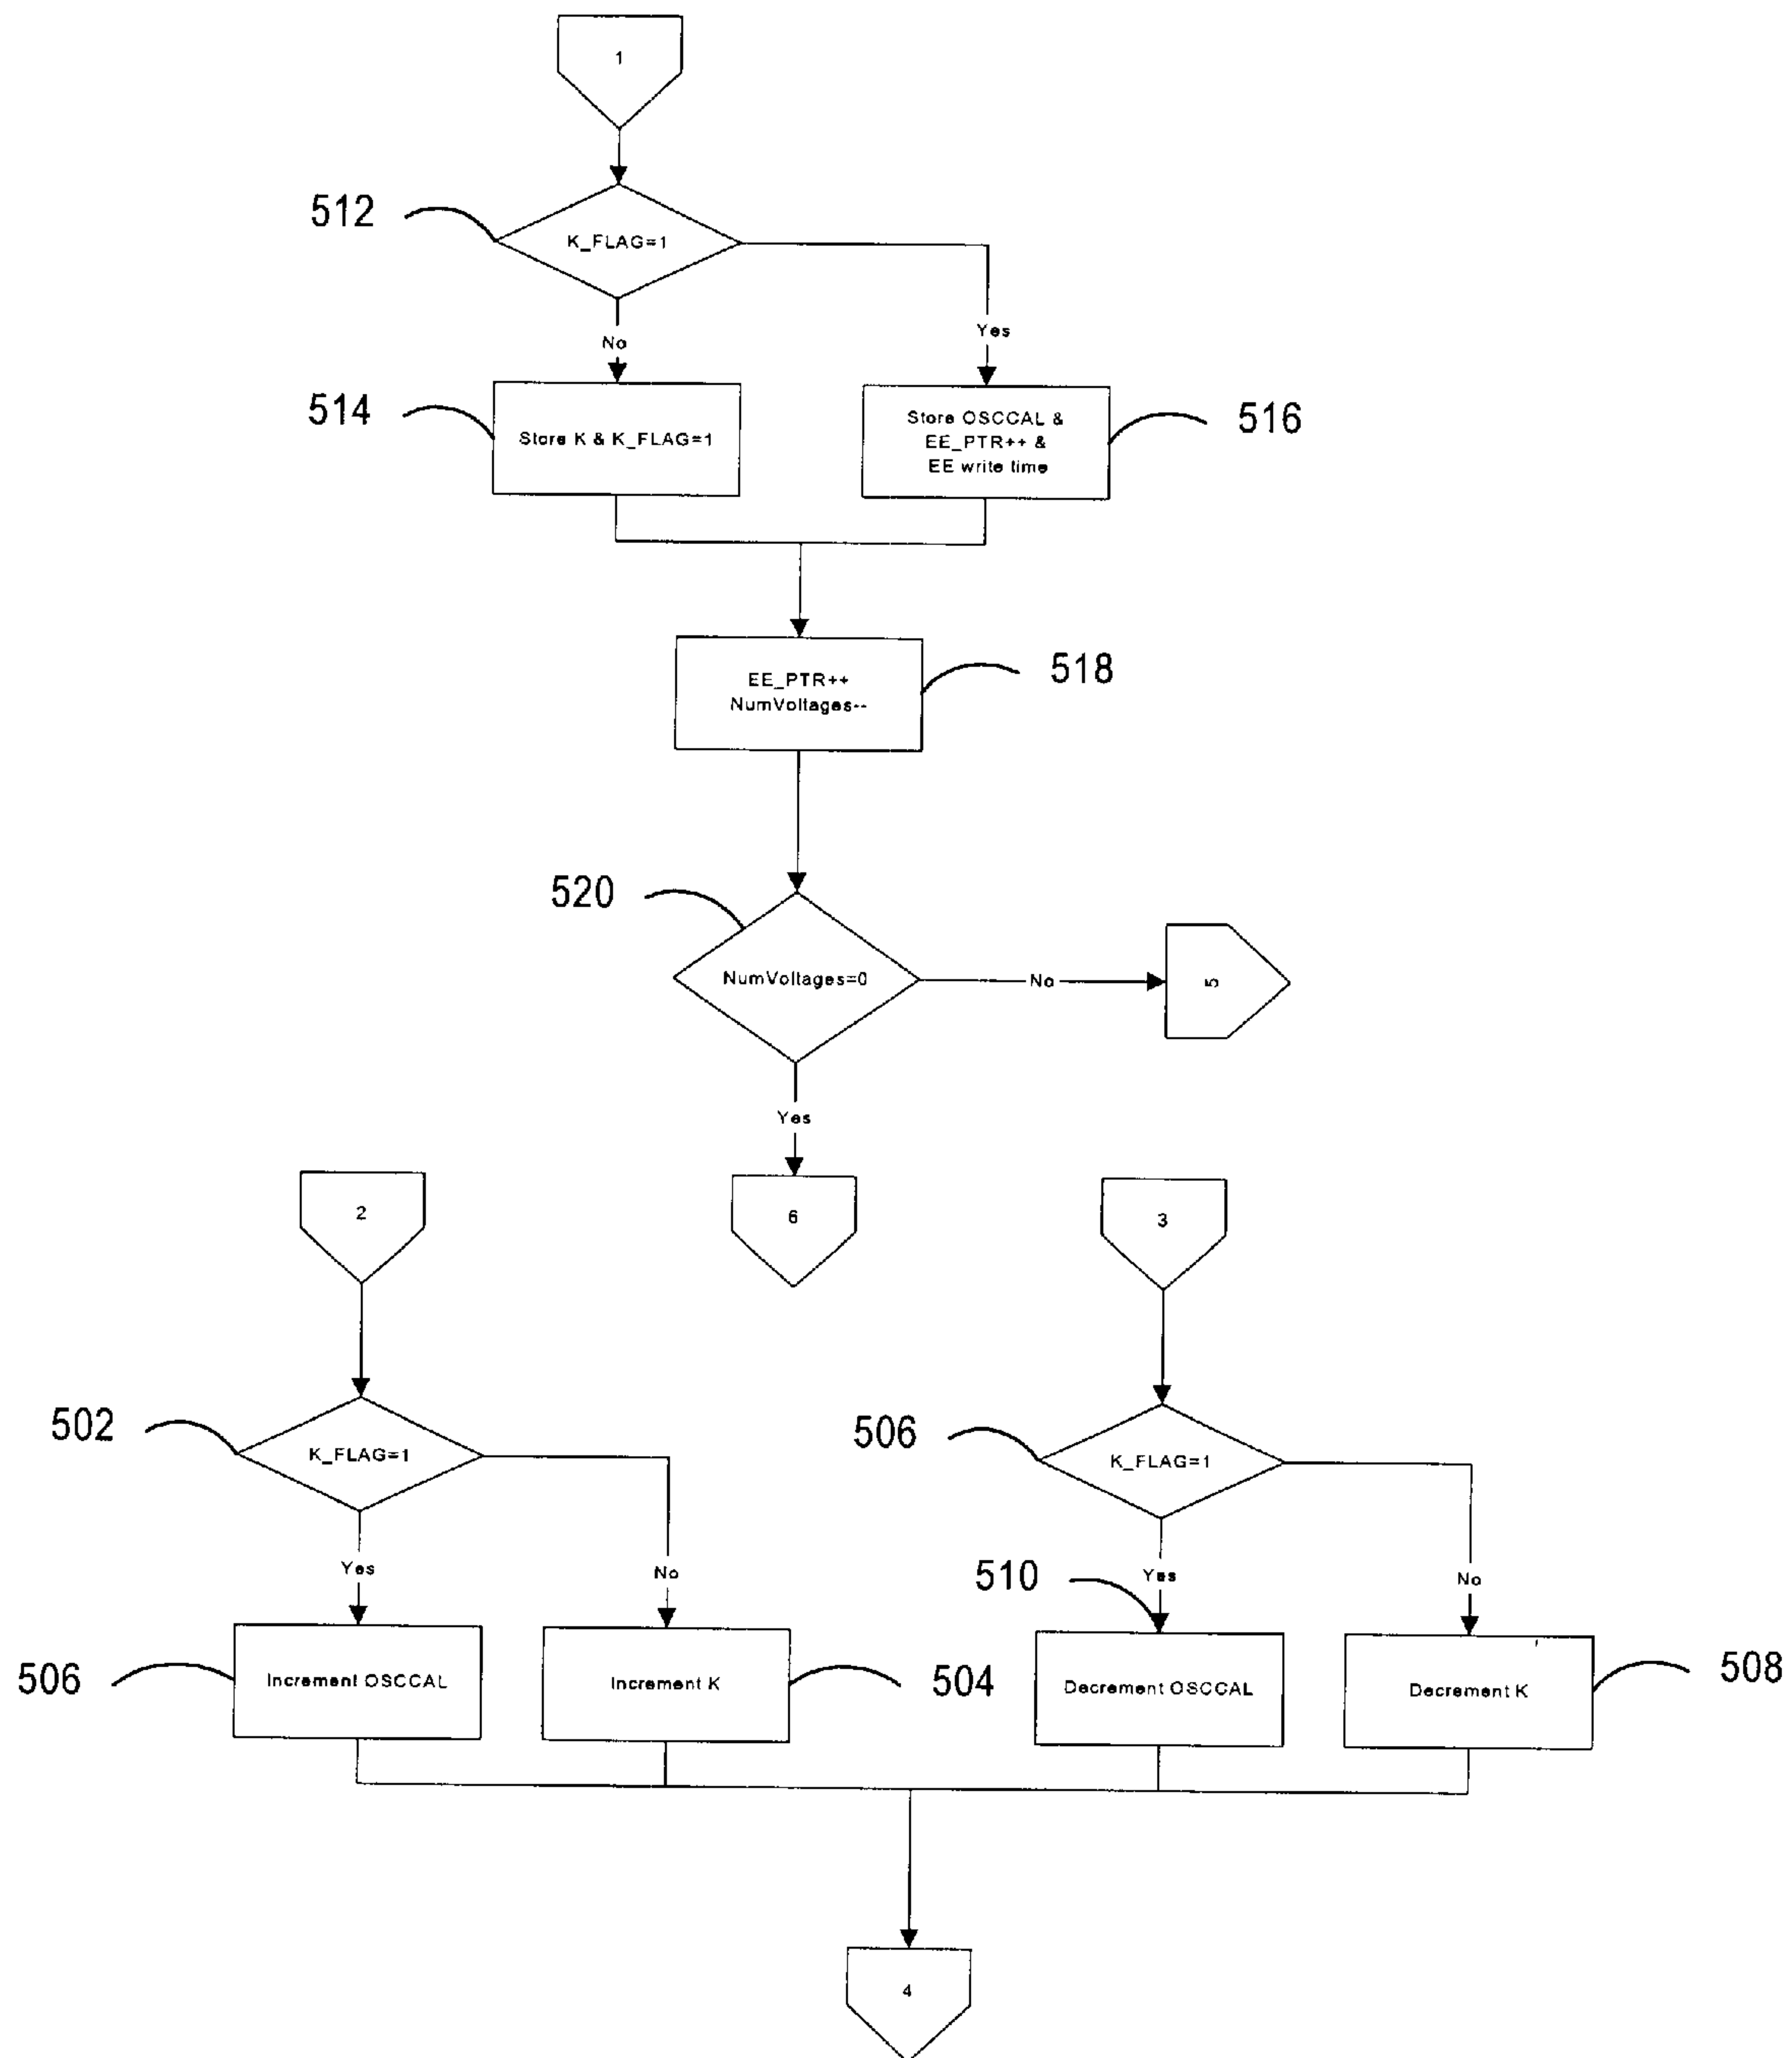 1
512
K_FLAG=1
No
Yes
514
Store K & K_FLAG=1
Store OSCCAL &
EE_PTR++ &
EE write time
516
EE_PTR++
NumVoltages--
518
520
NumVoltages=0
No
5
Yes
2
6
3
502
K_FLAG=1
506
K_FLAG=1
Yes
No
510
Yes
No
506
Increment OSCCAL
Increment K
504
Decrement OSCCAL
Decrement K
508
4